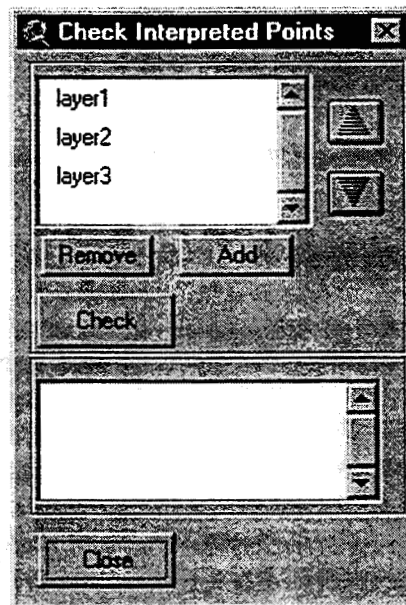 Check Interpreted Points
layer1
layer2
layer3
Remove Add
Check
Close